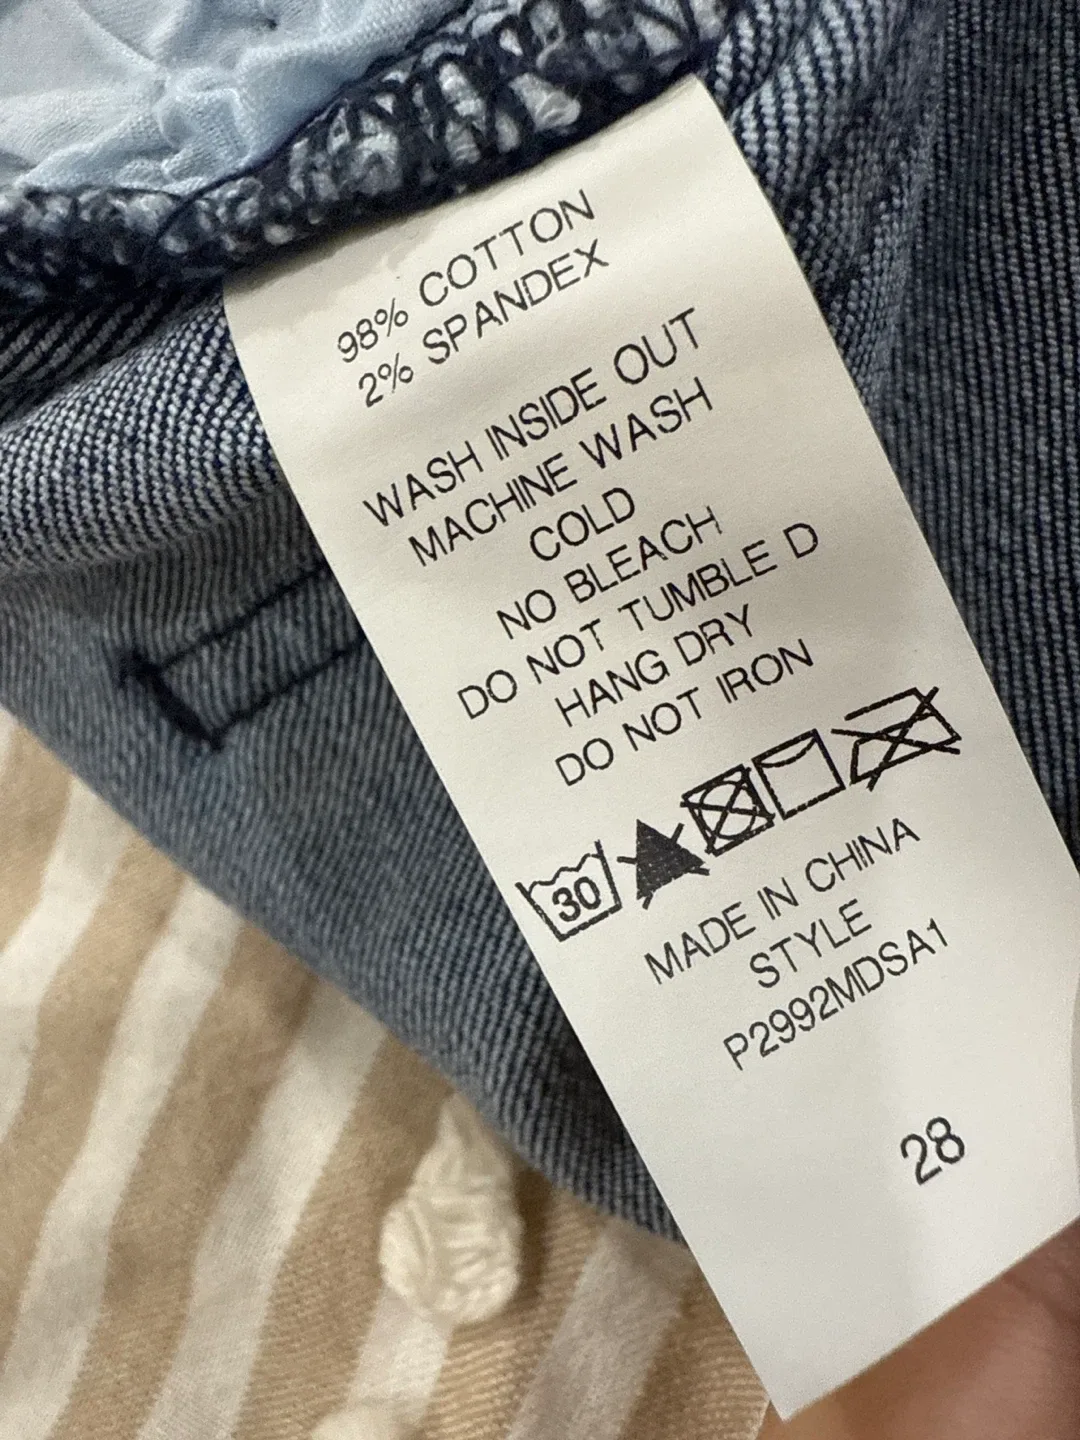 98% COTTON
2% SPANDEX
WASH INSIDE OUT
MACHINE WASH
COLD
NO BLEACH
DO NOT TUMBLE D
HANG DRY
DO NOT IRON
30
MADE IN CHINA
STYLE
P2992MDSA1
28